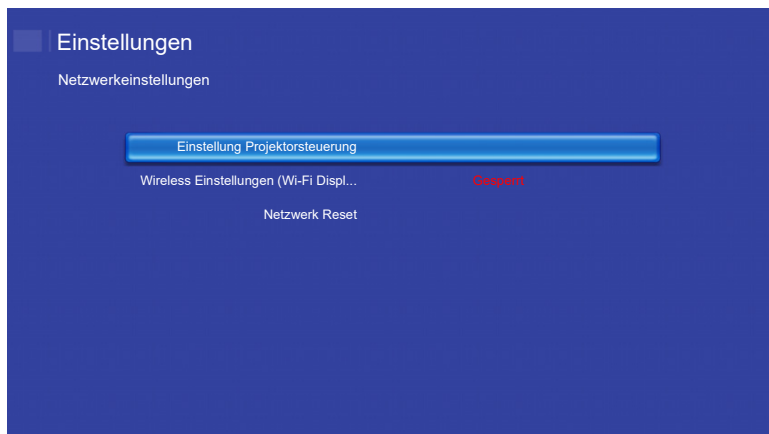 Einstellungen
Netzwerkeinstellungen
Einstellung Projektorsteuerung
Wireless Einstellungen (Wi-Fi Displ... Gesperrt
Netzwerk Reset